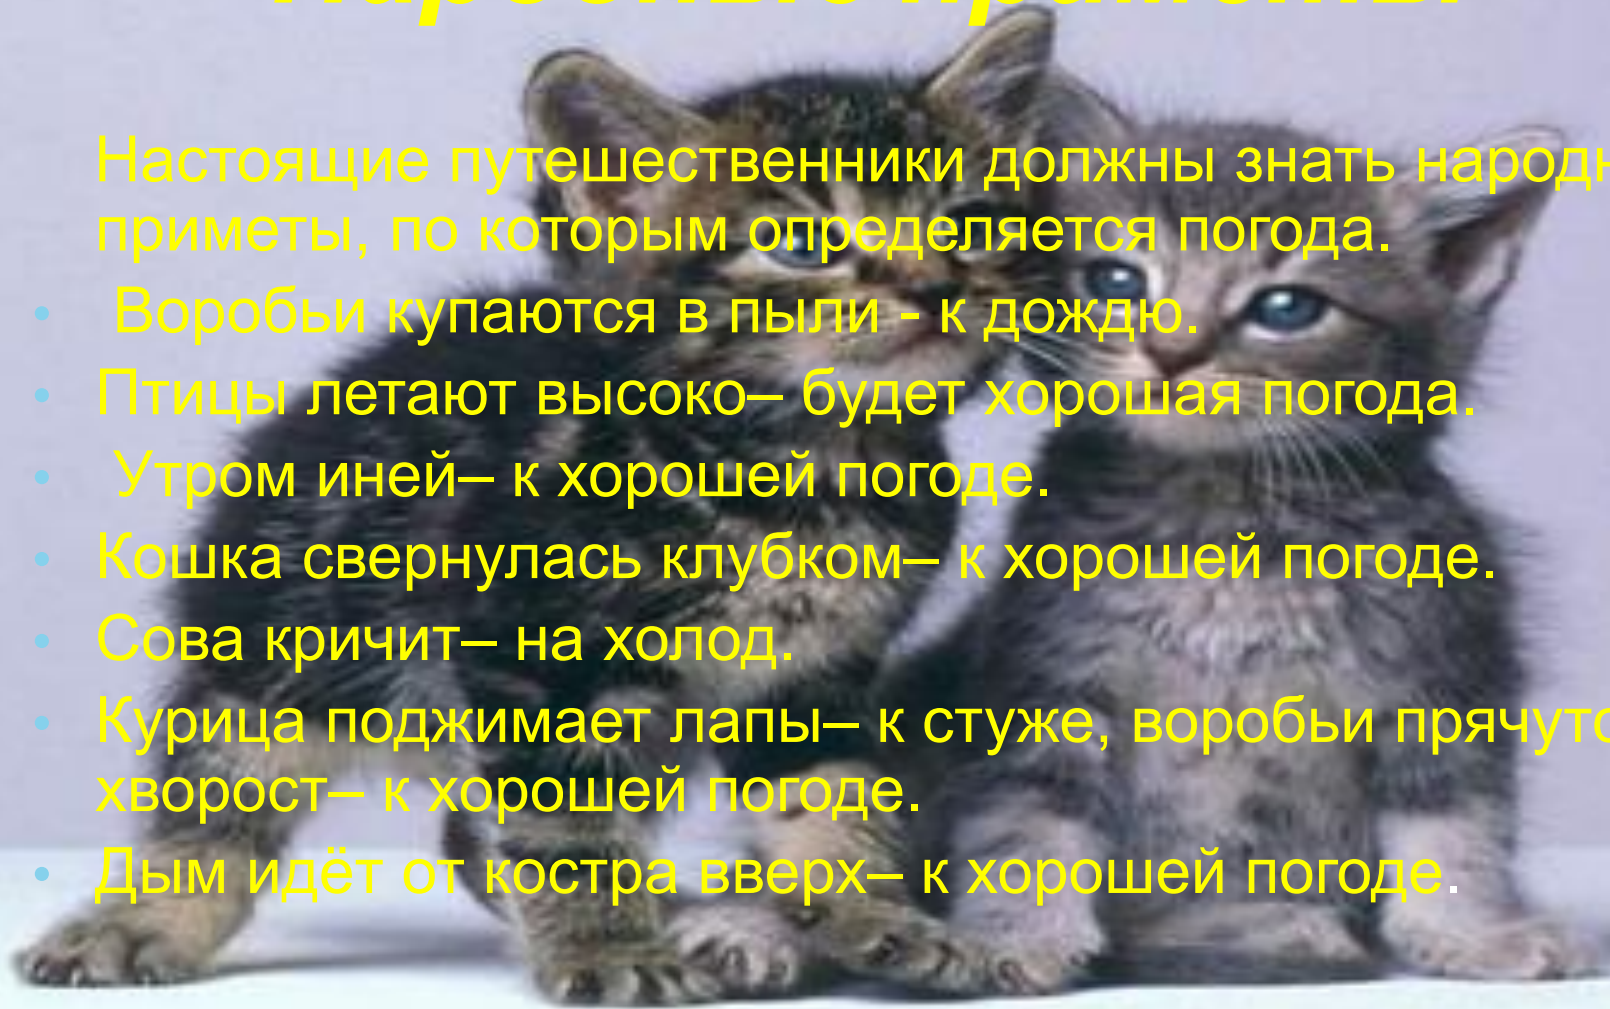 Народные приметы
Настоящие путешественники должны знать
приметы, по которым определяется погода.
Воробьи купаются в пыли - к дождю.
Птицы летают высоко– будет хорошая погода.
Утром иней– к хорошей погоде.
Кошка свернулась клубком– к хорошей погоде.
Сова кричит– на холод.
Курица поджимает лапы– к стуже, воробьи
хворост– к хорошей погоде.
Дым идёт от костра вверх– к хорошей погоде.